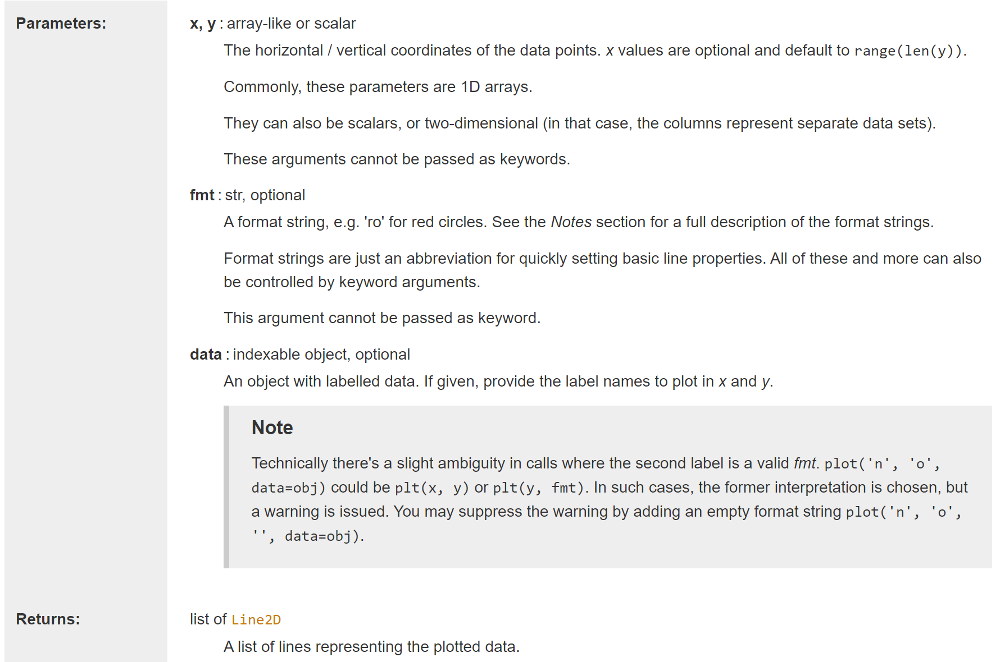 Parameters:
x, y : array-like or scalar
The horizontal / vertical coordinates of the data points. x values are optional and default to range(len(y)).
Commonly, these parameters are 1D arrays.
They can also be scalars, or two-dimensional (in that case, the columns represent separate data sets).
These arguments cannot be passed as keywords.
fmt : str, optional
A format string, e.g. 'ro' for red circles. See the Notes section for a full description of the format strings.
Format strings are just an abbreviation for quickly setting basic line properties. All of these and more can also
be controlled by keyword arguments.
This argument cannot be passed as keyword.
data : indexable object, optional
An object with labelled data. If given, provide the label names to plot in x and y.
Note
Technically there's a slight ambiguity in calls where the second label is a valid fmt. plot('n', 'o',
data=obj) could be plt(x, y) or plt(y, fmt). In such cases, the former interpretation is chosen, but
a warning is issued. You may suppress the warning by adding an empty format string plot('n', 'o',
'', data=obj).
Returns:
list of Line2D
A list of lines representing the plotted data.